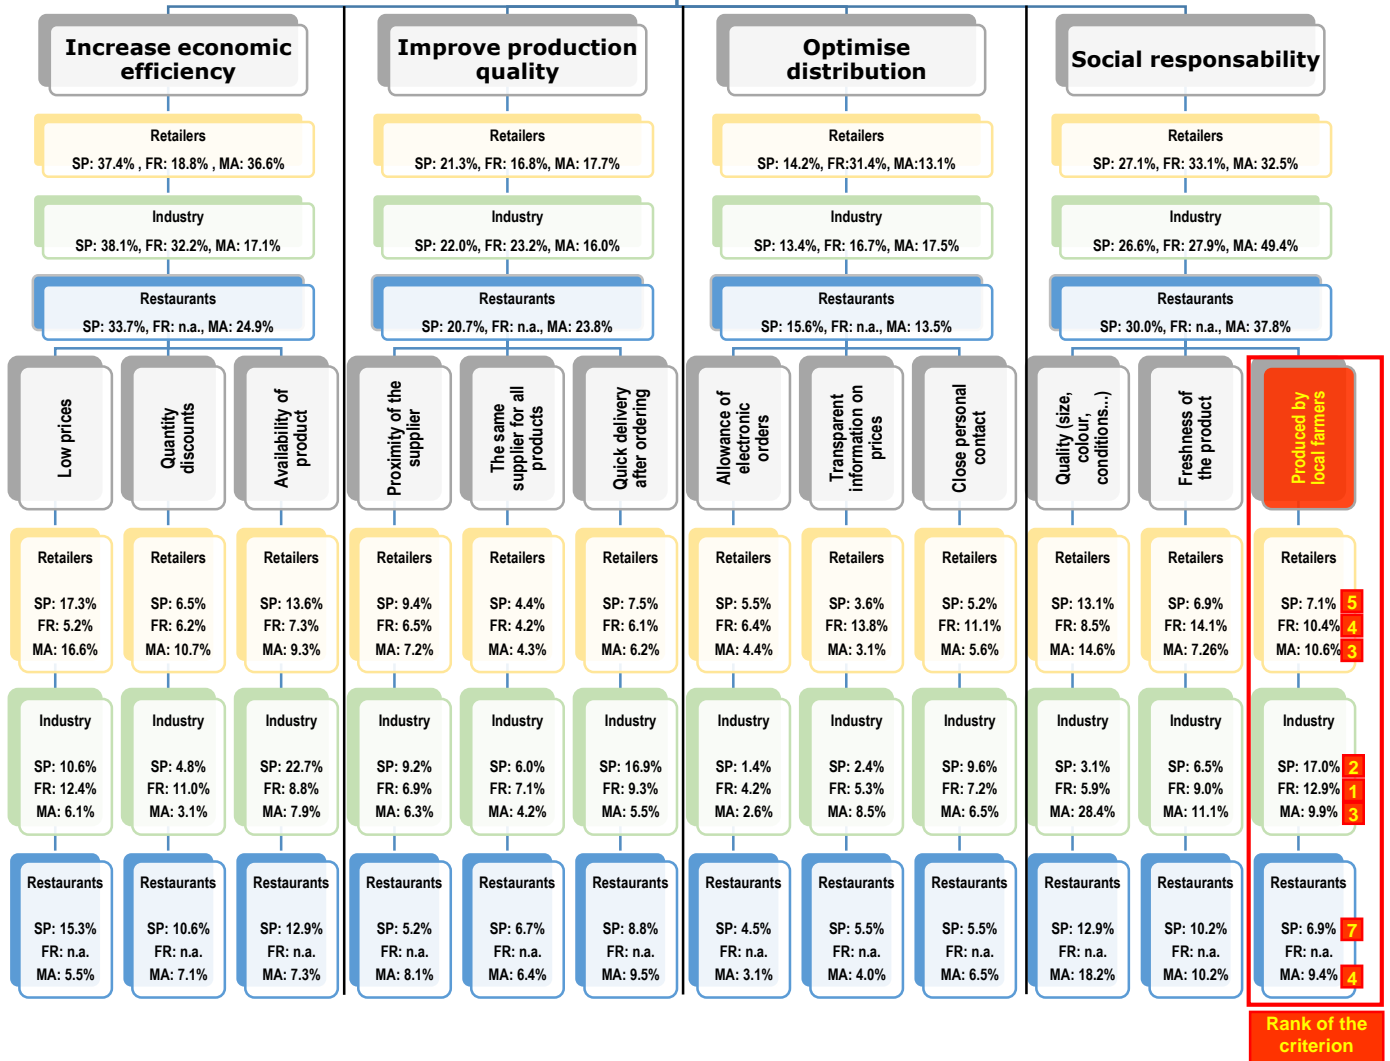 Increase economic
efficiency
Improve production
quality
Optimise
distribution
Social responsability
Retailers
SP: 37.4% , FR: 18.8% , MA: 36.6%
Retailers
SP: 21.3%, FR: 16.8%, MA: 17.7%
Retailers
SP: 14.2%, FR:31.4%, MA:13.1%
Retailers
SP: 27.1%, FR: 33.1%, MA: 32.5%
Industry
SP: 38.1%, FR: 32.2%, MA: 17.1%
Industry
SP: 22.0%, FR: 23.2%, MA: 16.0%
Industry
SP: 13.4%, FR: 16.7%, MA: 17.5%
Industry
SP: 26.6%, FR: 27.9%, MA: 49.4%
Restaurants
SP: 33.7%, FR: n.a., MA: 24.9%
Restaurants
SP: 20.7%, FR: n.a., MA: 23.8%
Restaurants
SP: 15.6%, FR: n.a., MA: 13.5%
Restaurants
SP: 30.0%, FR: n.a., MA: 37.8%
Low prices
Quantity
discounts
Availability of
product
Proximity of the
supplier
The same
supplier for all
products
Quick delivery
after ordering
Allowance of
electronic
orders
Transparent
information on
prices
Close personal
contact
Quality (size,
colour,
conditions...)
Freshness of
the product
Produced by
local farmers
Retailers
SP: 17.3%
FR: 5.2%
MA: 16.6%
Retailers
SP: 6.5%
FR: 6.2%
MA: 10.7%
Retailers
SP: 13.6%
FR: 7.3%
MA: 9.3%
Retailers
SP: 9.4%
FR: 6.5%
MA: 7.2%
Retailers
SP: 4.4%
FR: 4.2%
MA: 4.3%
Retailers
SP: 7.5%
FR: 6.1%
MA: 6.2%
Retailers
SP: 5.5%
FR: 6.4%
MA: 4.4%
Retailers
SP: 3.6%
FR: 13.8%
MA: 3.1%
Retailers
SP: 5.2%
FR: 11.1%
MA: 5.6%
Retailers
SP: 13.1%
FR: 8.5%
MA: 14.6%
Retailers
SP: 6.9%
FR: 14.1%
MA: 7.26%
Retailers
SP: 7.1% 5
FR: 10.4% 4
MA: 10.6% 3
Industry
SP: 10.6%
FR: 12.4%
MA: 6.1%
Industry
SP: 4.8%
FR: 11.0%
MA: 3.1%
Industry
SP: 22.7%
FR: 8.8%
MA: 7.9%
Industry
SP: 9.2%
FR: 6.9%
MA: 6.3%
Industry
SP: 6.0%
FR: 7.1%
MA: 4.2%
Industry
SP: 16.9%
FR: 9.3%
MA: 5.5%
Industry
SP: 1.4%
FR: 4.2%
MA: 2.6%
Industry
SP: 2.4%
FR: 5.3%
MA: 8.5%
Industry
SP: 9.6%
FR: 7.2%
MA: 6.5%
Industry
SP: 3.1%
FR: 5.9%
MA: 28.4%
Industry
SP: 6.5%
FR: 9.0%
MA: 11.1%
Industry
SP: 17.0% 2
FR: 12.9% 1
MA: 9.9% 3
Restaurants
SP: 15.3%
FR: n.a.
MA: 5.5%
Restaurants
SP: 10.6%
FR: n.a.
MA: 7.1%
Restaurants
SP: 12.9%
FR: n.a.
MA: 7.3%
Restaurants
SP: 5.2%
FR: n.a.
MA: 8.1%
Restaurants
SP: 6.7%
FR: n.a.
MA: 6.4%
Restaurants
SP: 8.8%
FR: n.a.
MA: 9.5%
Restaurants
SP: 4.5%
FR: n.a.
MA: 3.1%
Restaurants
SP: 5.5%
FR: n.a.
MA: 4.0%
Restaurants
SP: 5.5%
FR: n.a.
MA: 6.5%
Restaurants
SP: 12.9%
FR: n.a.
MA: 18.2%
Restaurants
SP: 10.2%
FR: n.a.
MA: 10.2%
Restaurants
SP: 6.9% 7
FR: n.a.
MA: 9.4% 4
Rank of the
criterion